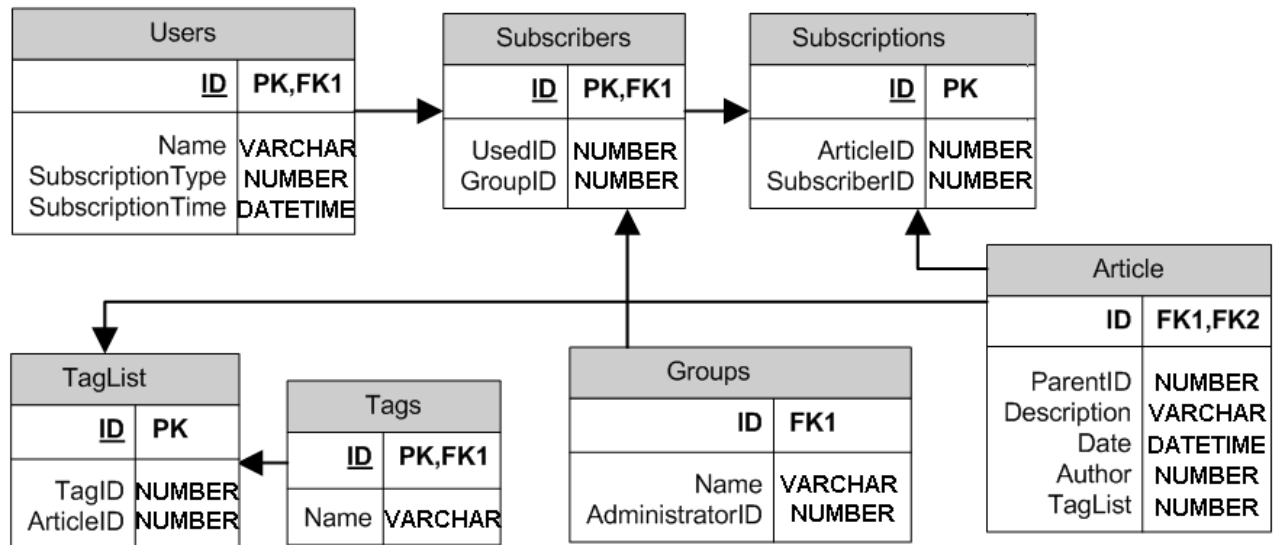 Users
ID PK,FK1
Name VARCHAR
SubscriptionType NUMBER
SubscriptionTime DATETIME
Subscribers
ID PK,FK1
UsedID NUMBER
GroupID NUMBER
Subscriptions
ID PK
ArticleID NUMBER
SubscriberID NUMBER
Article
ID FK1,FK2
ParentID NUMBER
Description VARCHAR
Date DATETIME
Author NUMBER
TagList NUMBER
TagList
ID PK
TagID NUMBER
ArticleID NUMBER
Tags
ID PK,FK1
Name VARCHAR
Groups
ID FK1
Name VARCHAR
AdministratorID NUMBER